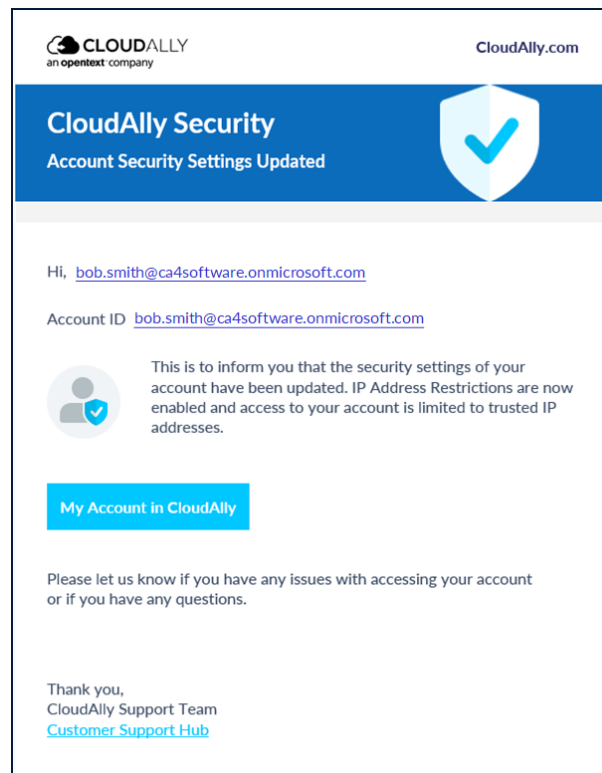 CLOUDALLY
CloudAlly.com
an opentext company
CloudAlly Security
Account Security Settings Updated
Hi, bob.smith@ca4software.onmicrosoft.com
Account ID bob.smith@ca4software.onmicrosoft.com
This is to inform you that the security settings of your
account have been updated. IP Address Restrictions are now
enabled and access to your account is limited to trusted IP
addresses.
My Account in CloudAlly
Please let us know if you have any issues with accessing your account
or if you have any questions.
Thank you,
CloudAlly Support Team
Customer Support Hub